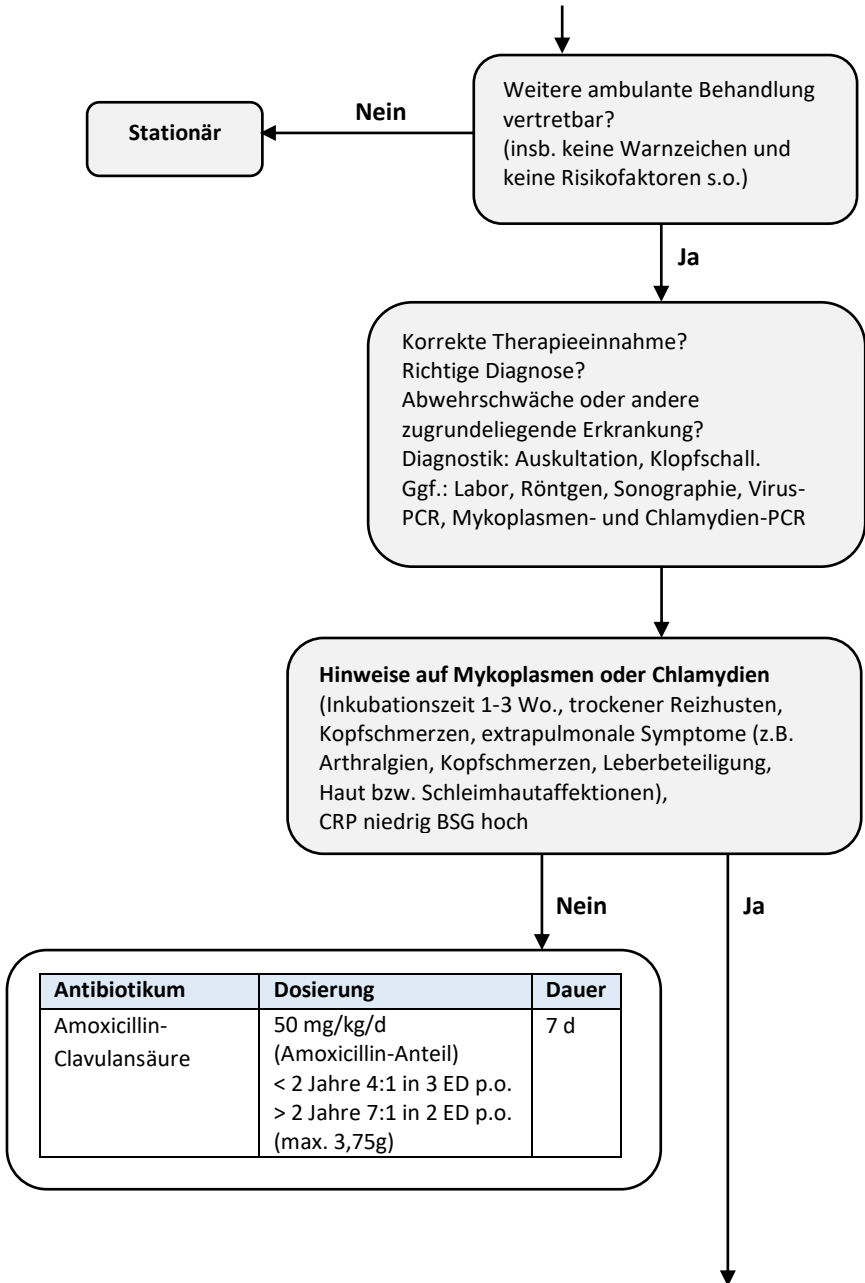 Weitere ambulante Behandlung
vertretbar?
(insb. keine Warnzeichen und
keine Risikofaktoren s.o.)
Nein
Stationär
Ja
Korrekte Therapieeinnahme?
Richtige Diagnose?
Abwehrschwäche oder andere
zugrundeliegende Erkrankung?
Diagnostik: Auskultation, Klopfschall.
Ggf.: Labor, Röntgen, Sonographie, Virus-
PCR, Mykoplasmen- und Chlamydien-PCR
Hinweise auf Mykoplasmen oder Chlamydien
(Inkubationszeit 1-3 Wo., trockener Reizhusten,
Kopfschmerzen, extrapulmonale Symptome (z.B.
Arthralgien, Kopfschmerzen, Leberbeteiligung,
Haut bzw. Schleimhautaffektionen),
CRP niedrig BSG hoch
Nein
Ja
Antibiotikum Dosierung Dauer
Amoxicillin- 50 mg/kg/d 7 d
Clavulansäure (Amoxicillin-Anteil)
< 2 Jahre 4:1 in 3 ED p.o.
> 2 Jahre 7:1 in 2 ED p.o.
(max. 3,75g)